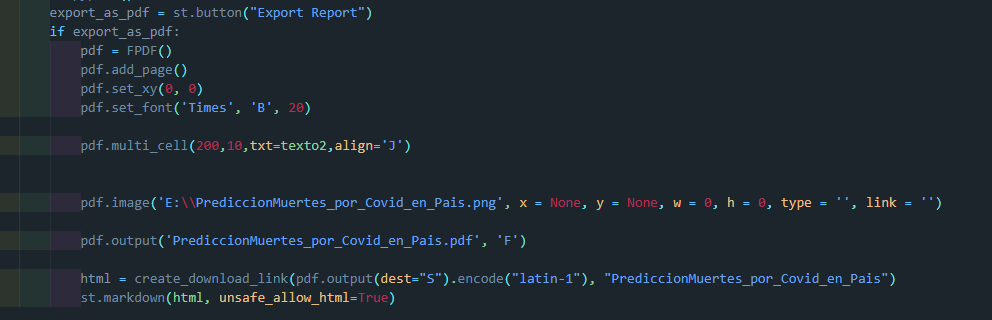 export_as_pdf = st.button("Export Report")
if export_as_pdf:
pdf = FPDF()
pdf.add_page()
pdf.set_xy(0, 0)
pdf.set_font('Times', 'B', 20)
pdf.multi_cell(200,10,txt=texto2,align='J')
pdf.image('E:\\PrediccionMuertes_por_Covid_en_Pais.png', x = None, y = None, w = 0, h = 0, type = '', link = '')
pdf.output('PrediccionMuertes_por_Covid_en_Pais.pdf', 'F')
html = create_download_link(pdf.output(dest="S").encode("latin-1"), "PrediccionMuertes_por_Covid_en_Pais")
st.markdown(html, unsafe_allow_html=True)